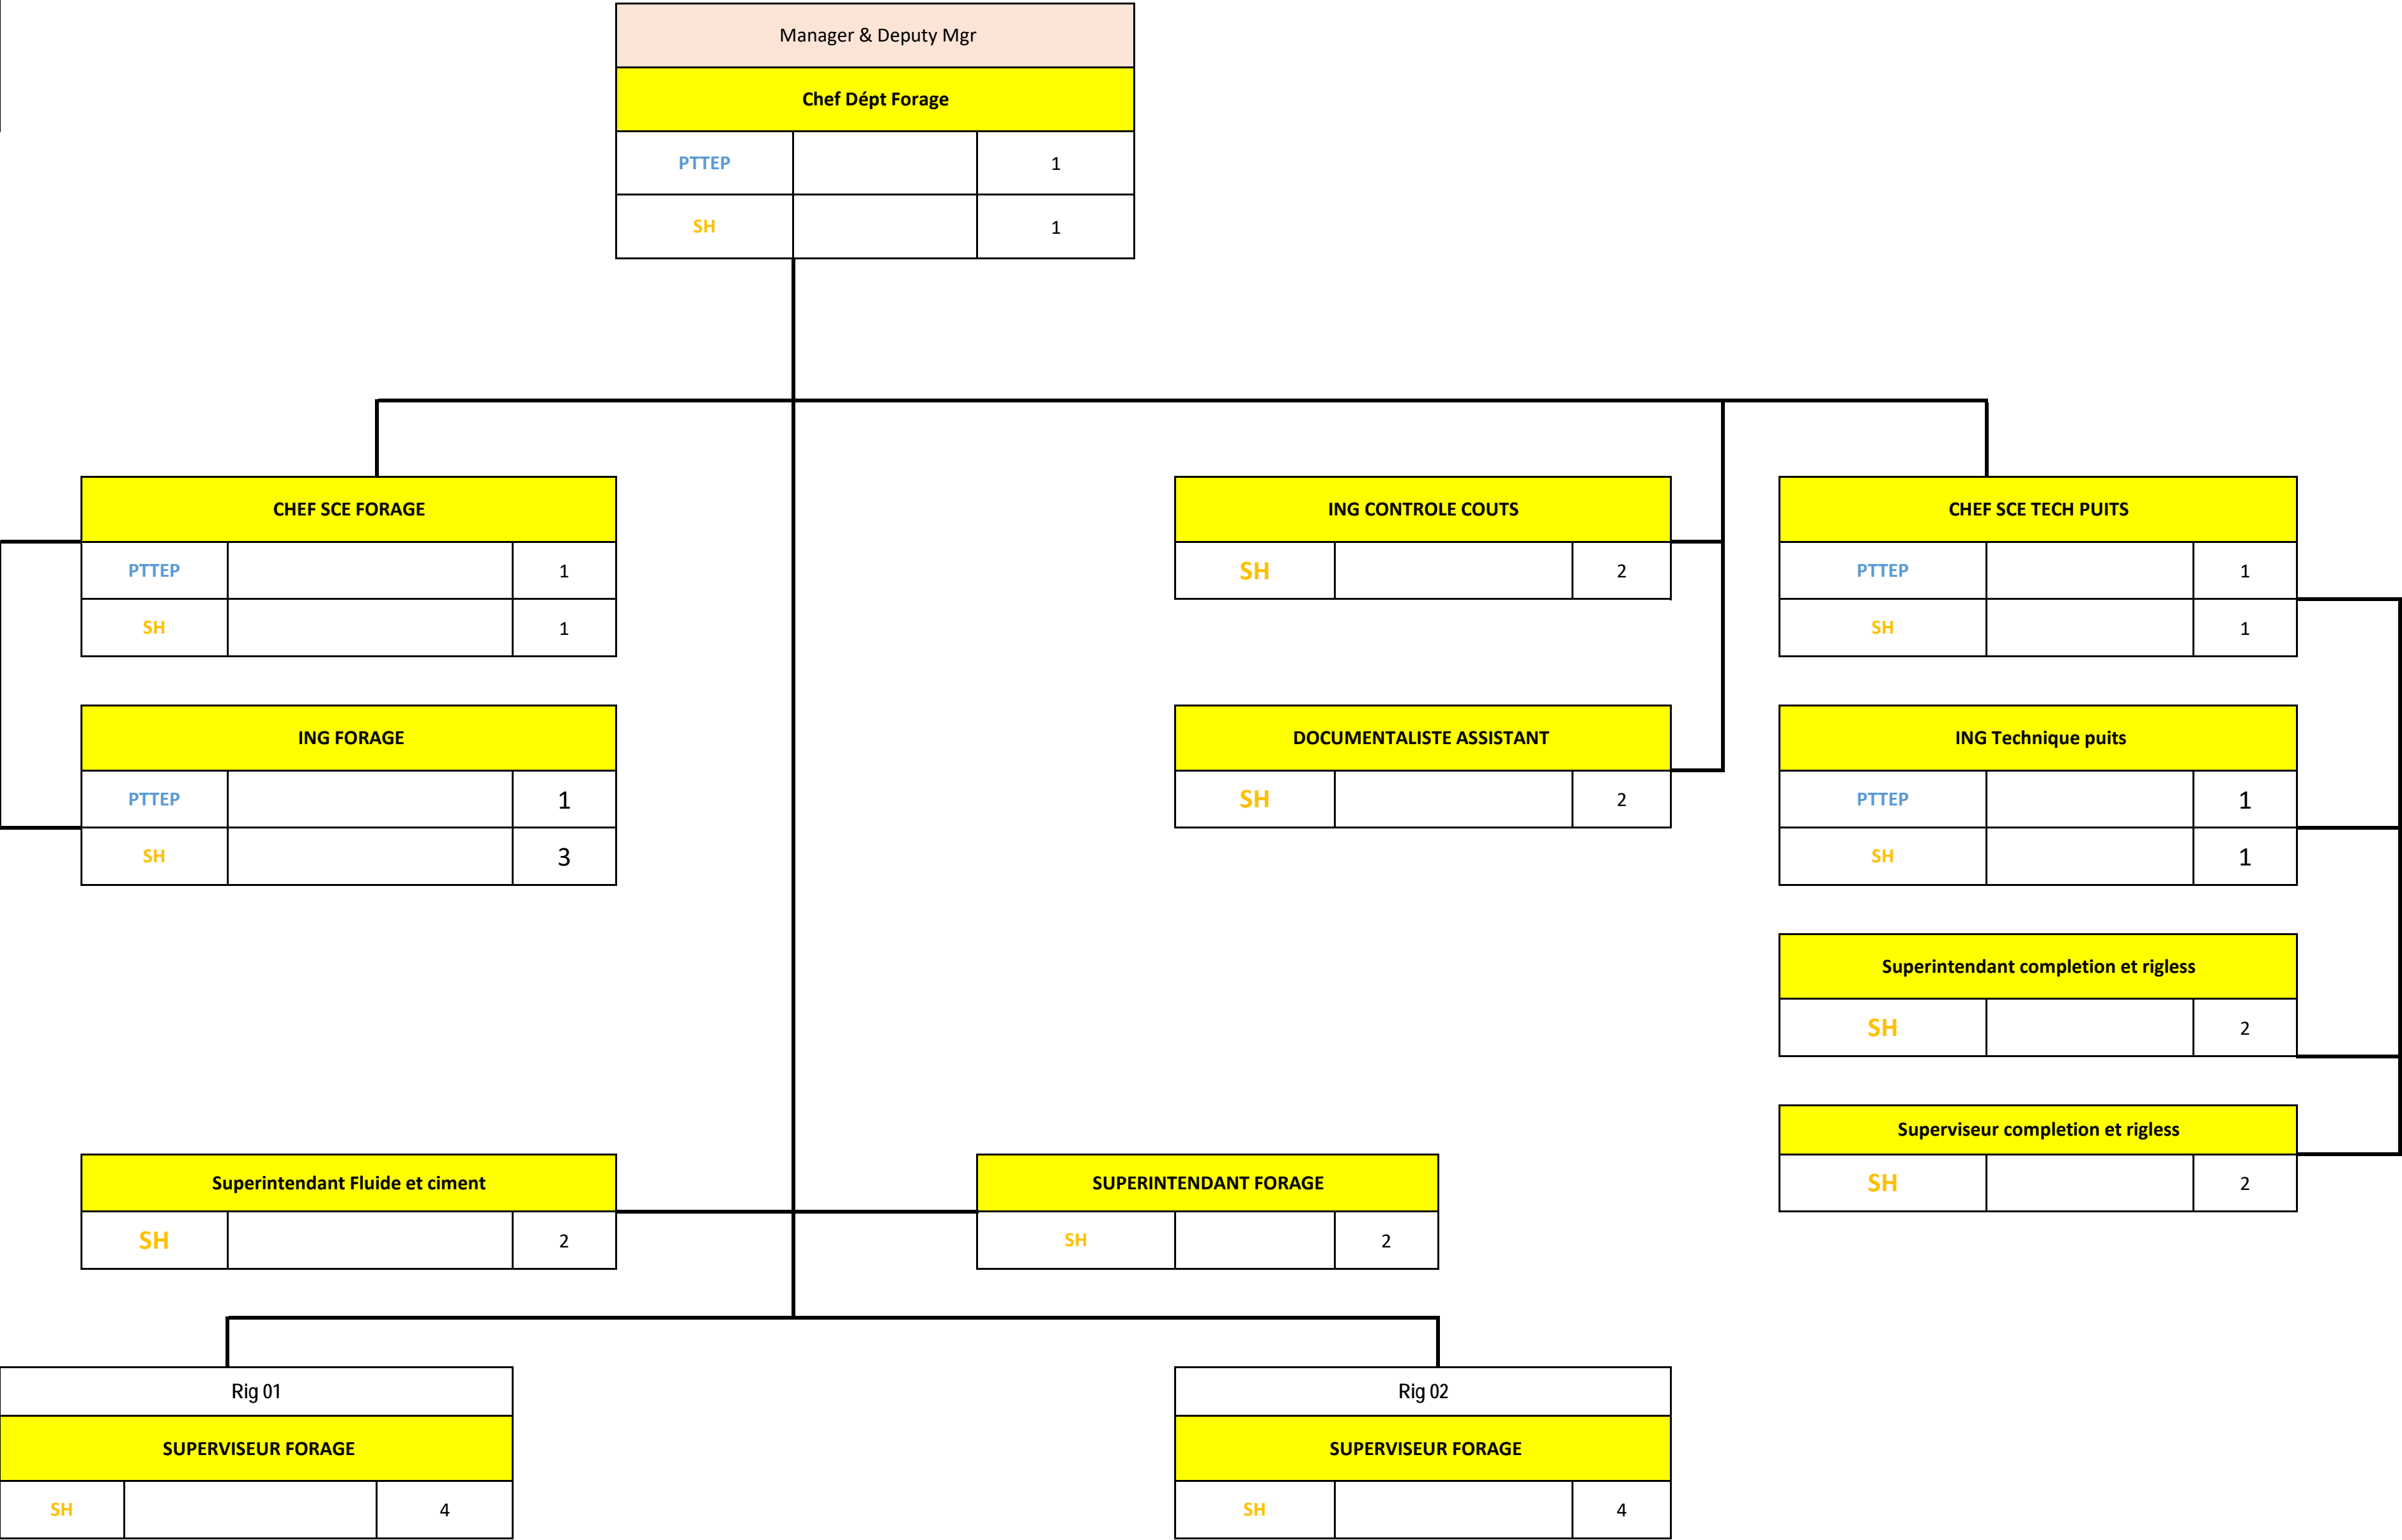 Manager & Deputy Mgr
Chef Dépt Forage
PTTEP 1
SH 1
CHEF SCE FORAGE
PTTEP 1
SH 1
ING CONTROLE COUTS
SH 2
CHEF SCE TECH PUITS
PTTEP 1
SH 1
ING FORAGE
PTTEP 1
SH 3
DOCUMENTALISTE ASSISTANT
SH 2
ING Technique puits
PTTEP 1
SH 1
Superintendant completion et rigless
SH 2
Superviseur completion et rigless
SH 2
Superintendant Fluide et ciment
SH 2
SUPERINTENDANT FORAGE
SH 2
Rig 01
SUPERVISEUR FORAGE
SH 4
Rig 02
SUPERVISEUR FORAGE
SH 4